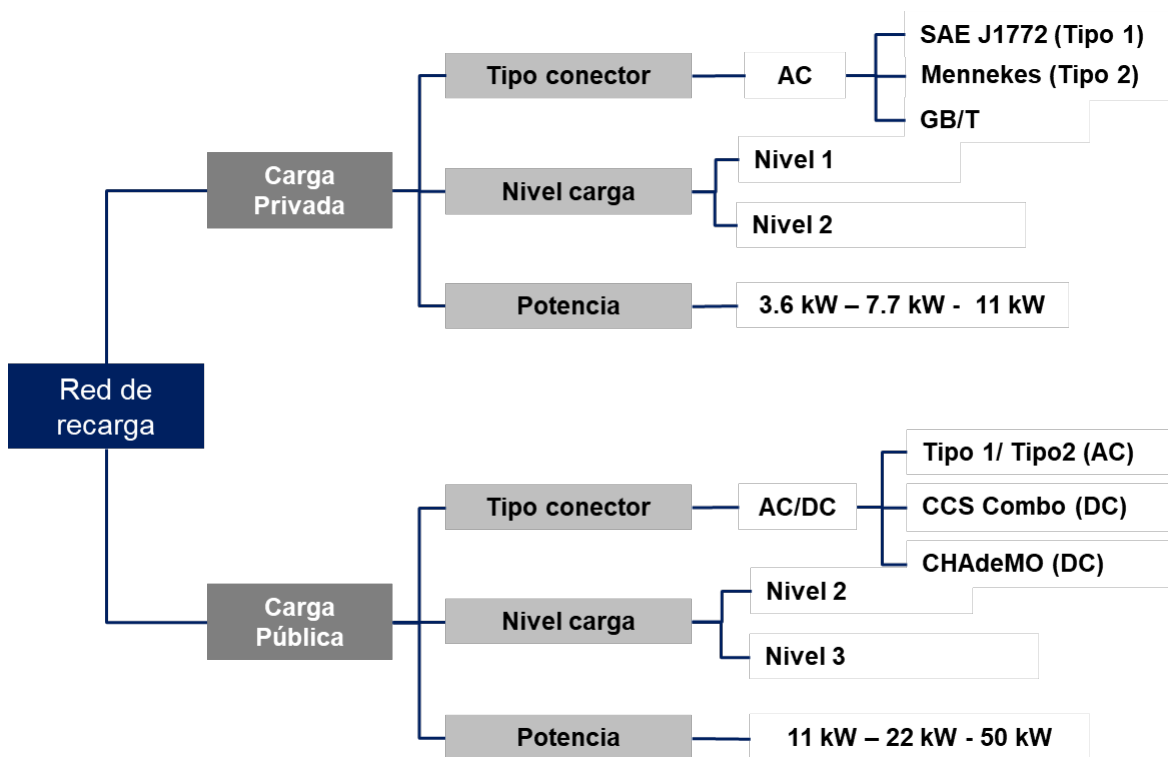 Red de
recarga
Carga
Privada
Tipo conector
AC
SAE J1772 (Tipo 1)
Mennekes (Tipo 2)
GB/T
Nivel carga
Nivel 1
Nivel 2
Potencia
3.6 kW – 7.7 kW - 11 kW
Carga
Pública
Tipo conector
AC/DC
Tipo 1/ Tipo2 (AC)
CCS Combo (DC)
CHAdeMO (DC)
Nivel carga
Nivel 2
Nivel 3
Potencia
11 kW – 22 kW - 50 kW